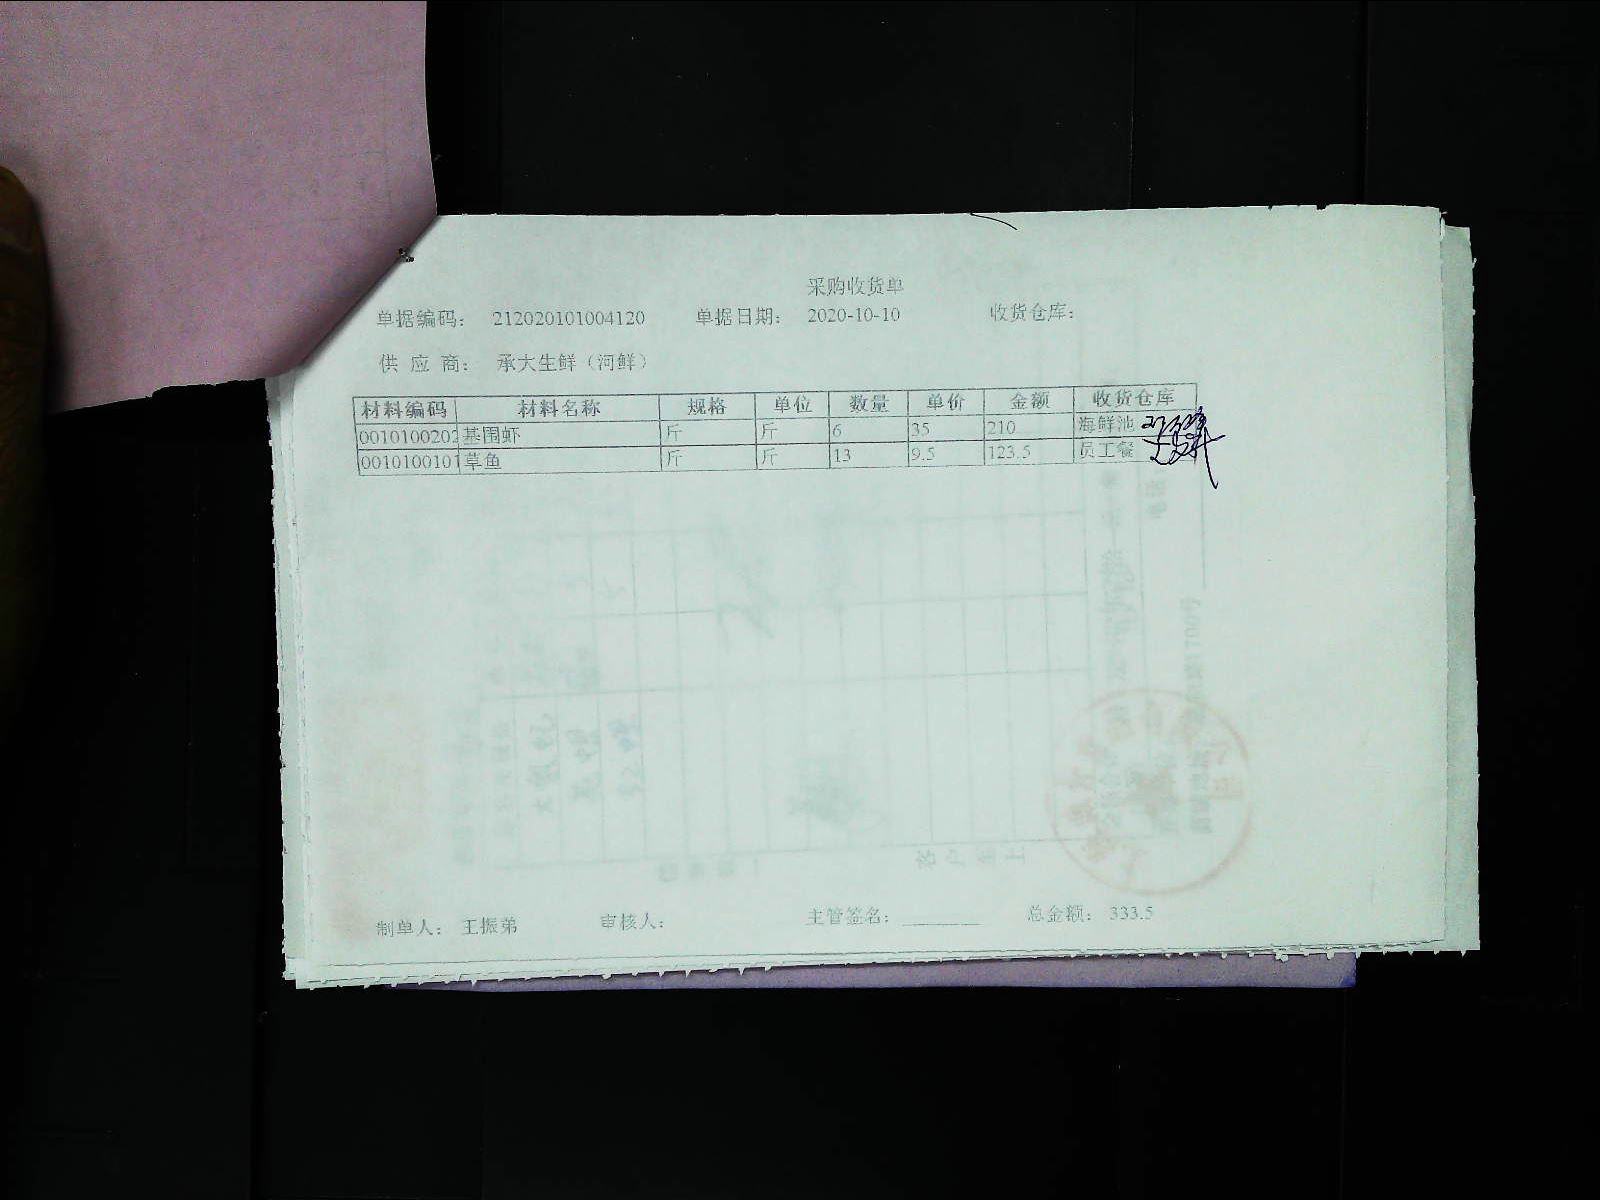 采购收货单
单据编码： 212020101004120 单据日期： 2020-10-10 收货仓库：
供 应 商： 承大生鲜（河鲜）
材料编码 材料名称 规格 单位 数量 单价 金额 收货仓库
0010100202 基围虾 斤 斤 6 35 210 海鲜池
0010100101 草鱼 斤 斤 13 9.5 123.5 员工餐
制单人： 王振弟 审核人： 主管签名： 总金额： 333.5